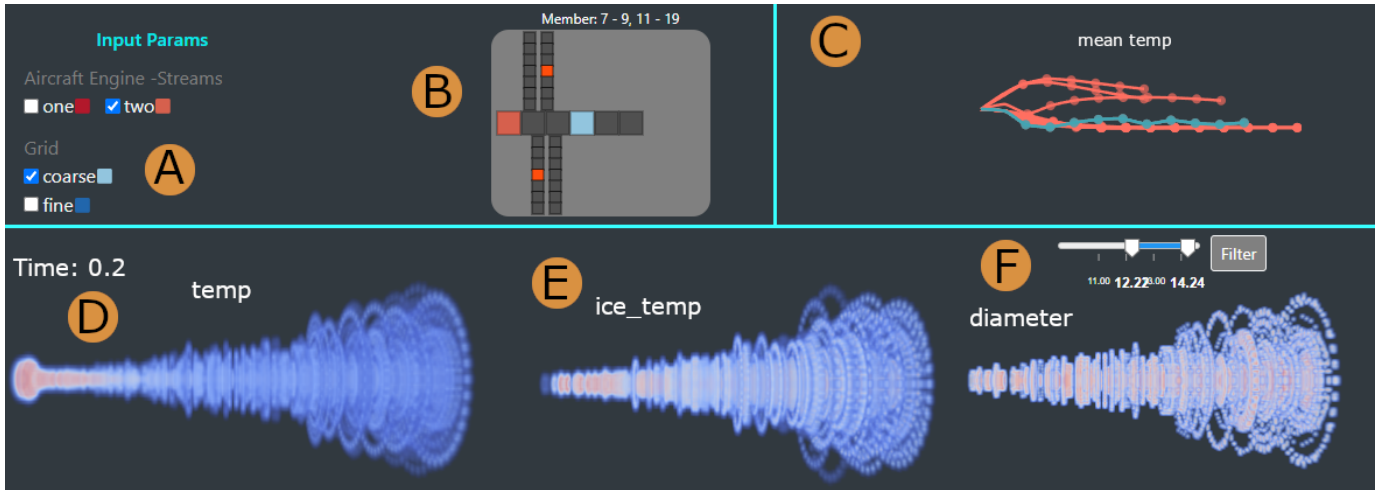 Input Params
Aircraft Engine -Streams
one two
Grid
A
coarse
fine
Member: 7 - 9, 11 - 19
B
C
mean temp
Time: 0.2
D
temp
E
ice_temp
F
Filter
11.00 12.22 14.24
diameter